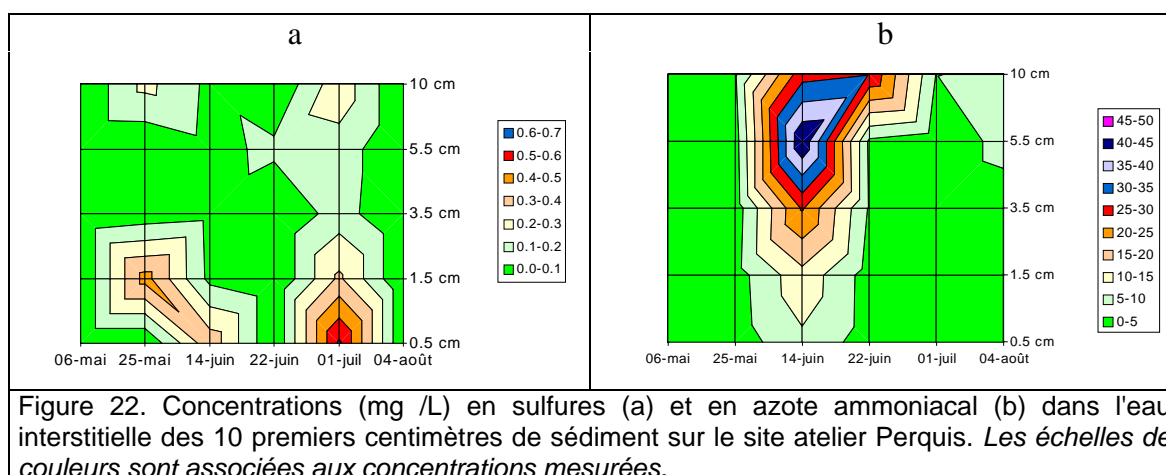 a
b
10 cm
5.5 cm
3.5 cm
1.5 cm
0.5 cm
06-mai 25-mai 14-juin 22-juin 01-juil 04-août
0.6-0.7
0.5-0.6
0.4-0.5
0.3-0.4
0.2-0.3
0.1-0.2
0.0-0.1
10 cm
5.5 cm
3.5 cm
1.5 cm
0.5 cm
06-mai 25-mai 14-juin 22-juin 01-juil 04-août
45-50
40-45
35-40
30-35
25-30
20-25
15-20
10-15
5-10
0-5
Figure 22. Concentrations (mg /L) en sulfures (a) et en azote ammoniacal (b) dans l'eau
interstitielle des 10 premiers centimètres de sédiment sur le site atelier Perquis. Les échelles de
couleurs sont associées aux concentrations mesurées.